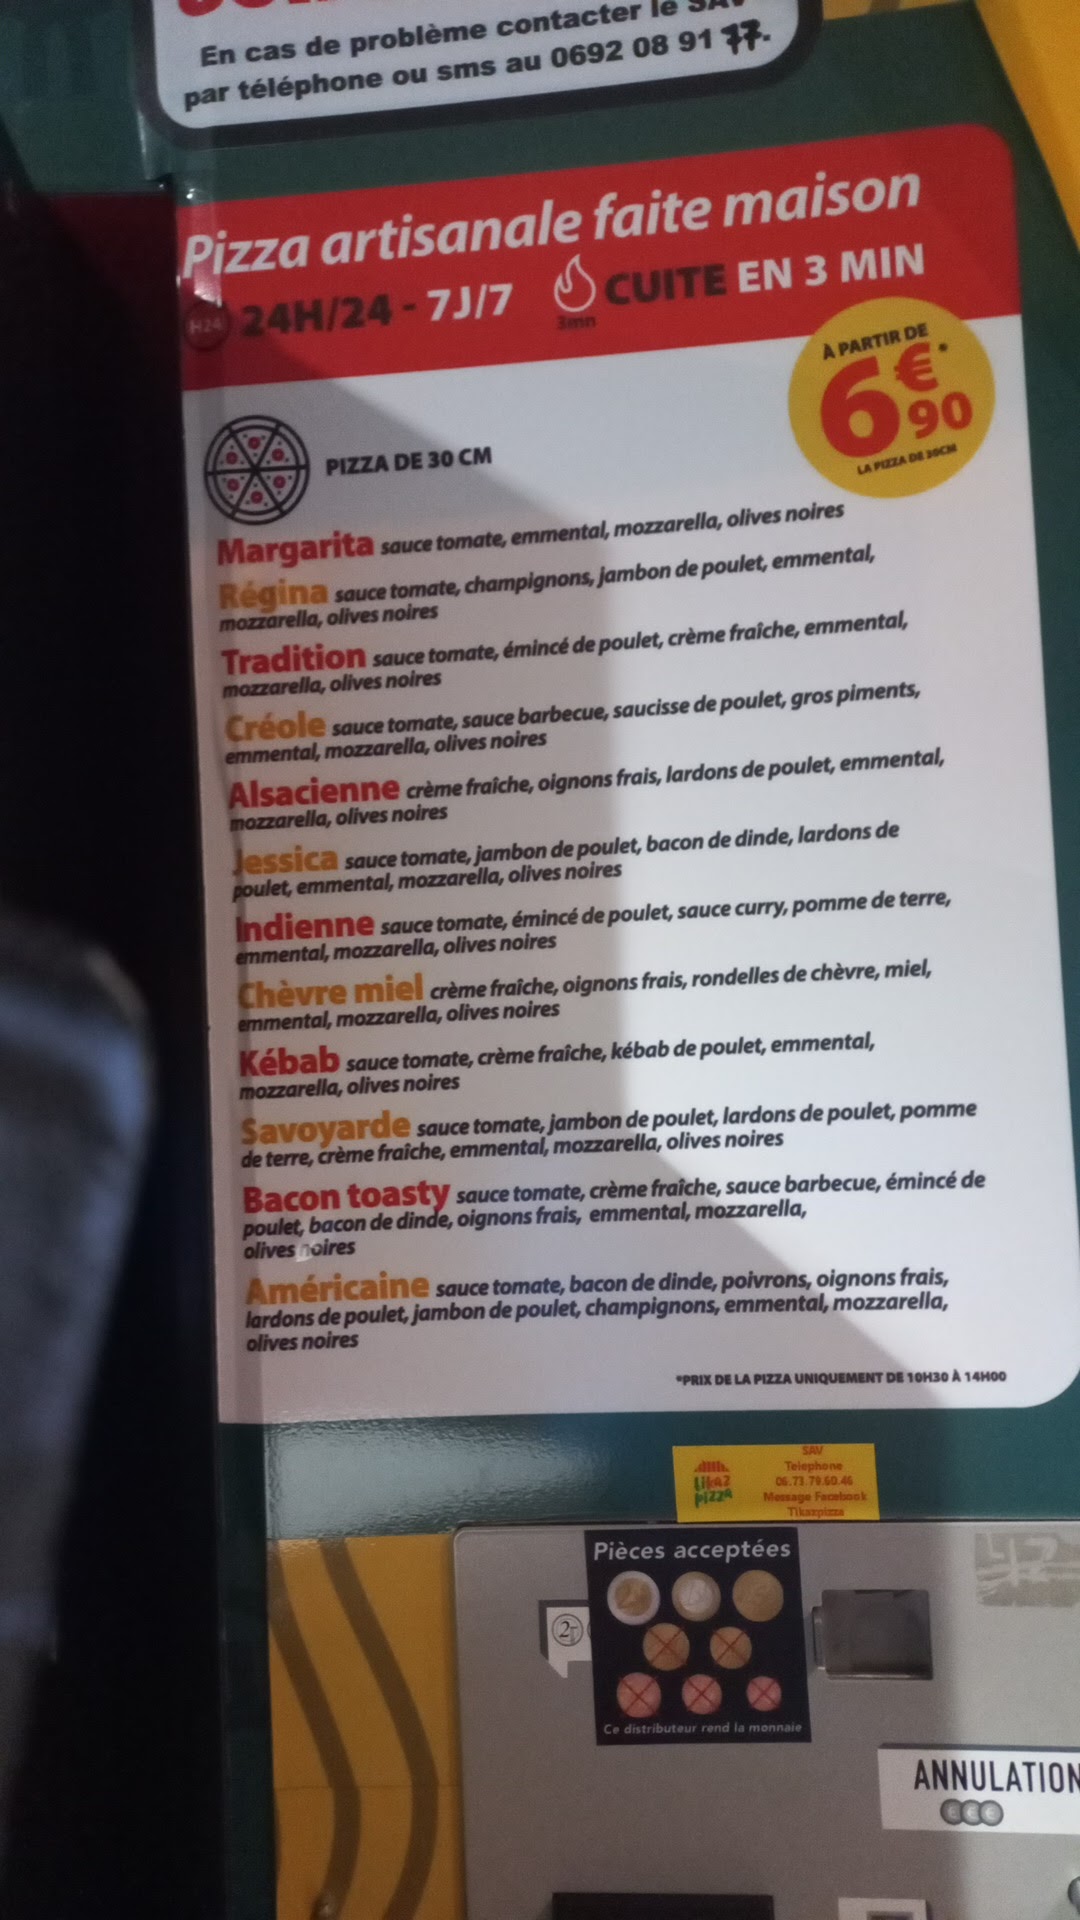 En cas de problème contacter le SAV
par téléphone ou sms au 0692 08 91 77.
Pizza artisanale faite maison
H24 24H/24 - 7J/7 3mn CUITE EN 3 MIN
À PARTIR DE
6€90*
LA PIZZA DE 30CM
PIZZA DE 30 CM
Margarita sauce tomate, emmental, mozzarella, olives noires
Régina sauce tomate, champignons, jambon de poulet, emmental,
mozzarella, olives noires
Tradition sauce tomate, émincé de poulet, crème fraîche, emmental,
mozzarella, olives noires
Créole sauce tomate, sauce barbecue, saucisse de poulet, gros piments,
emmental, mozzarella, olives noires
Alsacienne crème fraîche, oignons frais, lardons de poulet, emmental,
mozzarella, olives noires
Jessica sauce tomate, jambon de poulet, bacon de dinde, lardons de
poulet, emmental, mozzarella, olives noires
Indienne sauce tomate, émincé de poulet, sauce curry, pomme de terre,
emmental, mozzarella, olives noires
Chèvre miel crème fraîche, oignons frais, rondelles de chèvre, miel,
emmental, mozzarella, olives noires
Kébab sauce tomate, crème fraîche, kébab de poulet, emmental,
mozzarella, olives noires
Savoyarde sauce tomate, jambon de poulet, lardons de poulet, pomme
de terre, crème fraîche, emmental, mozzarella, olives noires
Bacon toasty sauce tomate, crème fraîche, sauce barbecue, émincé de
poulet, bacon de dinde, oignons frais, emmental, mozzarella,
olives noires
Américaine sauce tomate, bacon de dinde, poivrons, oignons frais,
lardons de poulet, jambon de poulet, champignons, emmental, mozzarella,
olives noires
*PRIX DE LA PIZZA UNIQUEMENT DE 10H30 À 14H00
tikaz
pizza
SAV
Telephone
06.73.79.60.46
Message Facebook
Tikazpizza
Pièces acceptées
2
Ce distributeur rend la monnaie
ANNULATION